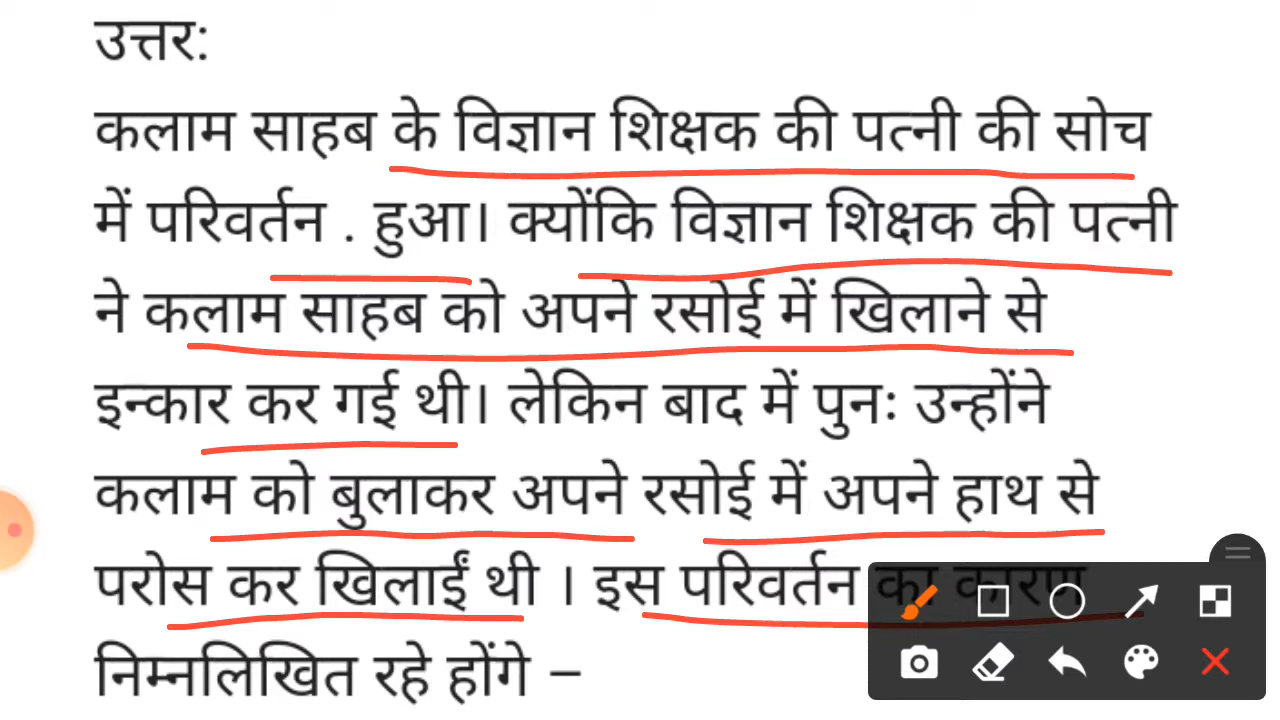 उत्तर:
कलाम साहब के विज्ञान शिक्षक की पत्नी की सोच
में परिवर्तन . हुआ। क्योंकि विज्ञान शिक्षक की पत्नी
ने कलाम साहब को अपने रसोई में खिलाने से
इन्कार कर गई थी। लेकिन बाद में पुनः उन्होंने
कलाम को बुलाकर अपने रसोई में अपने हाथ से
परोस कर खिलाईं थी । इस परिवर्तन का कारण
निम्नलिखित रहे होंगे –